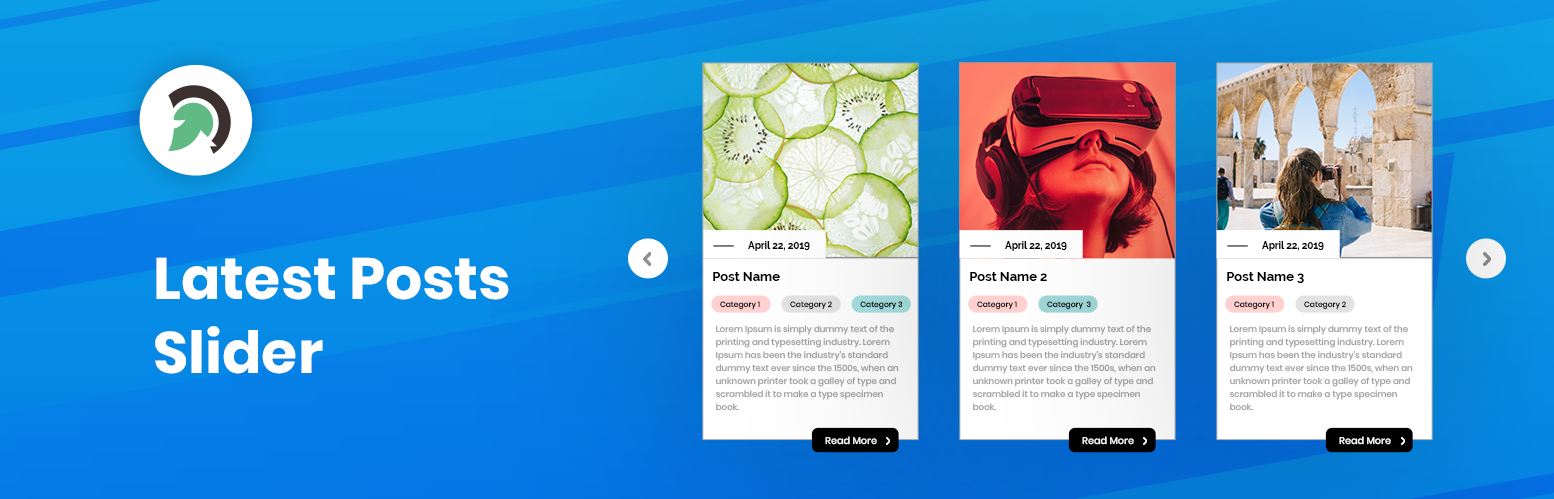 Latest Posts
Slider
April 22, 2019
Post Name
Category 1 Category 2 Category 3
Lorem Ipsum is simply dummy text of the
printing and typesetting industry. Lorem
Ipsum has been the industry's standard
dummy text ever since the 1500s, when an
unknown printer took a galley of type and
scrambled it to make a type specimen
book.
Read More
April 22, 2019
Post Name 2
Category 1 Category 3
Lorem Ipsum is simply dummy text of the
printing and typesetting industry. Lorem
Ipsum has been the industry's standard
dummy text ever since the 1500s, when an
unknown printer took a galley of type and
scrambled it to make a type specimen
book.
Read More
April 22, 2019
Post Name 3
Category 1 Category 2
Lorem Ipsum is simply dummy text of the
printing and typesetting industry. Lorem
Ipsum has been the industry's standard
dummy text ever since the 1500s, when an
unknown printer took a galley of type and
scrambled it to make a type specimen
book.
Read More